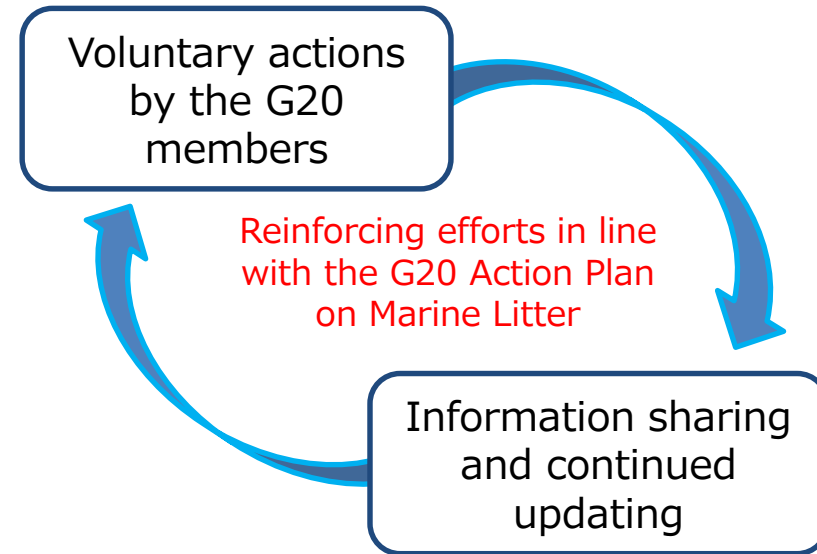 Voluntary actions
by the G20
members
Reinforcing efforts in line
with the G20 Action Plan
on Marine Litter
Information sharing
and continued
updating